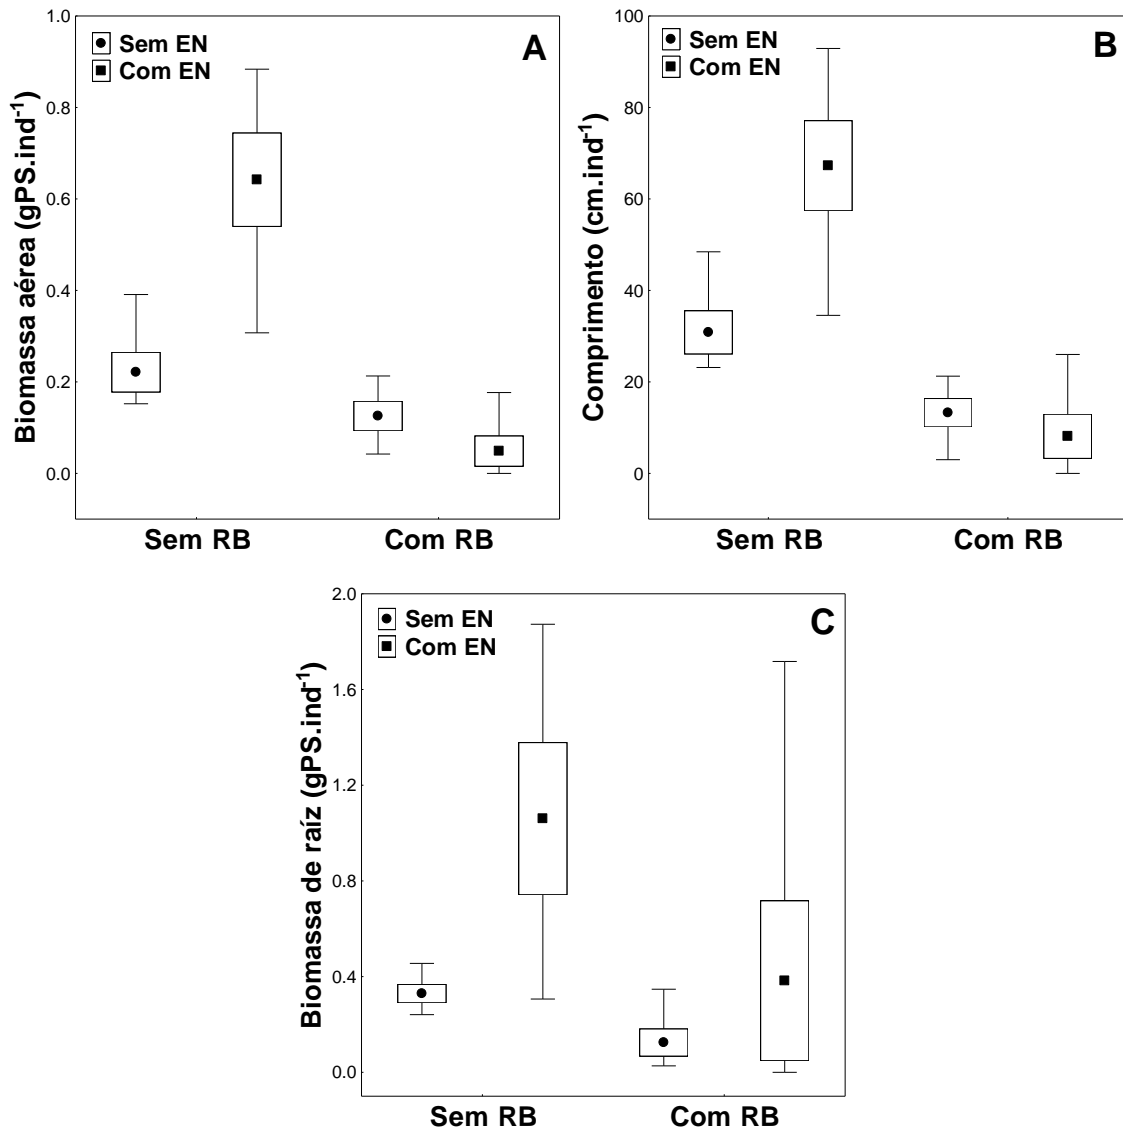 A
Sem EN
Com EN
Biomassa aérea (gPS.ind⁻¹)
1.0
0.8
0.6
0.4
0.2
0.0
Sem RB Com RB
B
Sem EN
Com EN
Comprimento (cm.ind⁻¹)
100
80
60
40
20
0
Sem RB Com RB
C
Sem EN
Com EN
Biomassa de raíz (gPS.ind⁻¹)
2.0
1.6
1.2
0.8
0.4
0.0
Sem RB Com RB